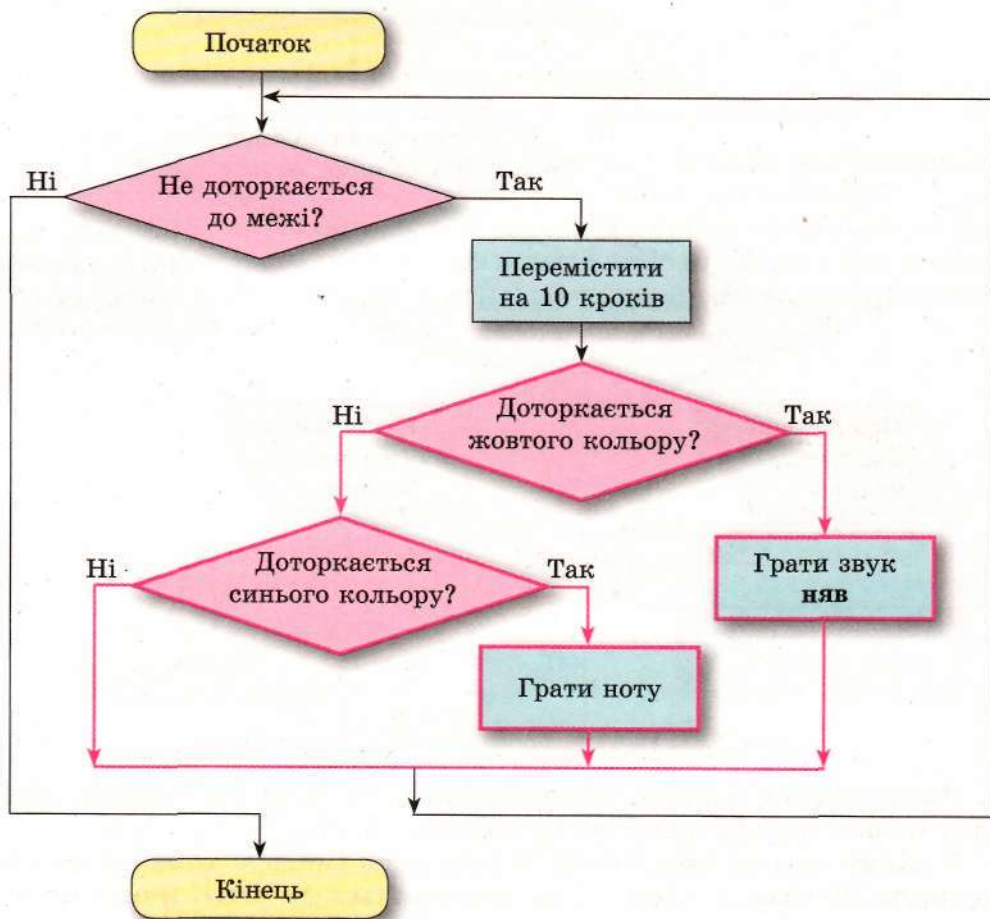 Початок
Ні
Не доторкається
до межі?
Так
Перемістити
на 10 кроків
Ні
Доторкається
жовтого кольору?
Так
Ні
Доторкається
синього кольору?
Так
Грати звук
няв
Грати ноту
Кінець